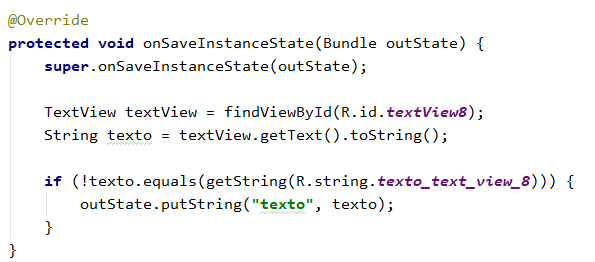 @Override
protected void onSaveInstanceState(Bundle outState) {
    super.onSaveInstanceState(outState);

    TextView textView = findViewById(R.id.textView8);
    String texto = textView.getText().toString();

    if (!texto.equals(getString(R.string.texto_text_view_8))) {
        outState.putString("texto", texto);
    }
}